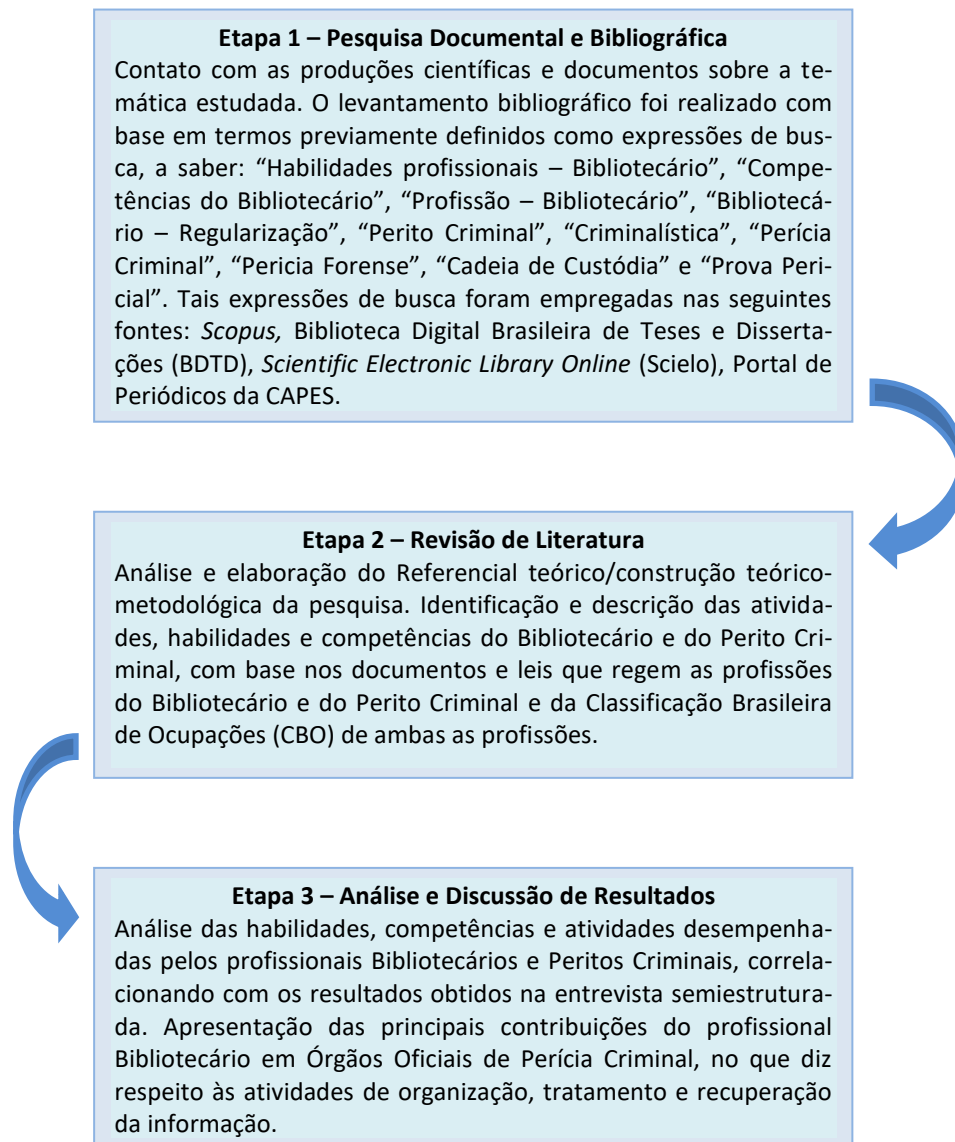 Etapa 1 – Pesquisa Documental e Bibliográfica
Contato com as produções científicas e documentos sobre a te-
mática estudada. O levantamento bibliográfico foi realizado com
base em termos previamente definidos como expressões de bus-
ca, a saber: “Habilidades profissionais – Bibliotecário”, “Compe-
tências do Bibliotecário”, “Profissão – Bibliotecário”, “Bibliotecá-
rio – Regularização”, “Perito Criminal”, “Criminalística”, “Perícia
Criminal”, “Pericia Forense”, “Cadeia de Custódia” e “Prova Peri-
cial”. Tais expressões de busca foram empregadas nas seguintes
fontes: Scopus, Biblioteca Digital Brasileira de Teses e Disserta-
ções (BDTD), Scientific Electronic Library Online (Scielo), Portal de
Periódicos da CAPES.
Etapa 2 – Revisão de Literatura
Análise e elaboração do Referencial teórico/construção teórico-
metodológica da pesquisa. Identificação e descrição das ativida-
des, habilidades e competências do Bibliotecário e do Perito Cri-
minal, com base nos documentos e leis que regem as profissões
do Bibliotecário e do Perito Criminal e da Classificação Brasileira
de Ocupações (CBO) de ambas as profissões.
Etapa 3 – Análise e Discussão de Resultados
Análise das habilidades, competências e atividades desempenha-
das pelos profissionais Bibliotecários e Peritos Criminais, correla-
cionando com os resultados obtidos na entrevista semiestrutura-
da. Apresentação das principais contribuições do profissional
Bibliotecário em Órgãos Oficiais de Perícia Criminal, no que diz
respeito às atividades de organização, tratamento e recuperação
da informação.